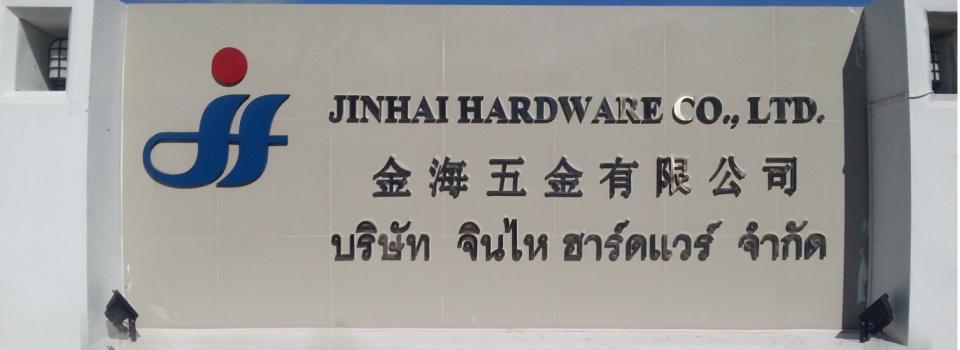 JINHAI HARDWARE CO., LTD.
金海五金有限公司
บริษัท จินไห ฮาร์ดแวร์ จำกัด